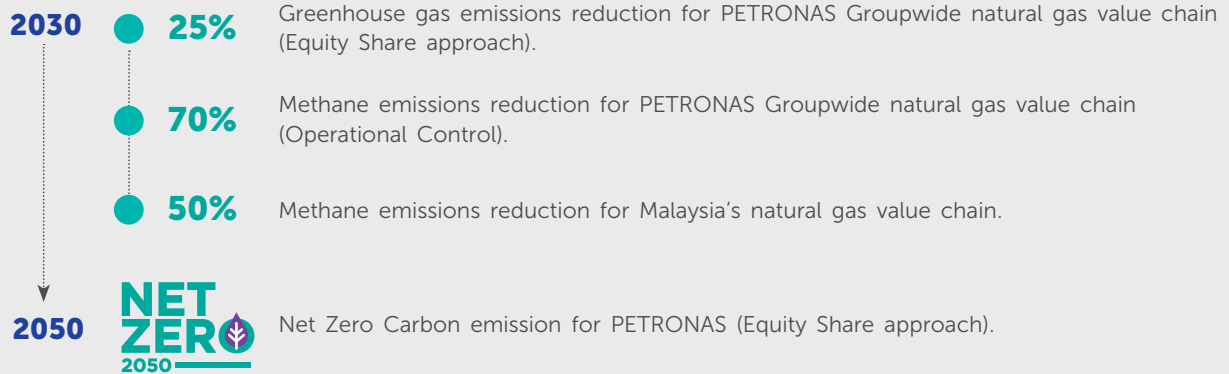 2030
25%
Greenhouse gas emissions reduction for PETRONAS Groupwide natural gas value chain
(Equity Share approach).
70%
Methane emissions reduction for PETRONAS Groupwide natural gas value chain
(Operational Control).
50%
Methane emissions reduction for Malaysia's natural gas value chain.
2050
NET
ZERO
2050
Net Zero Carbon emission for PETRONAS (Equity Share approach).